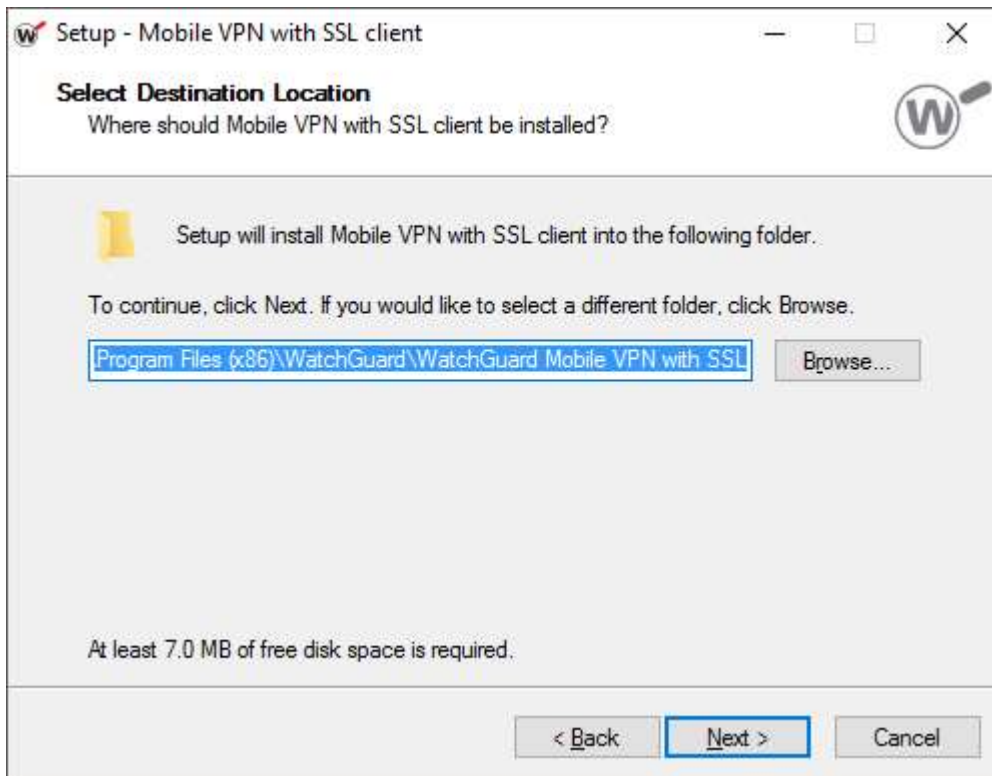 Setup - Mobile VPN with SSL client
Select Destination Location
Where should Mobile VPN with SSL client be installed?
W
Setup will install Mobile VPN with SSL client into the following folder.
To continue, click Next. If you would like to select a different folder, click Browse.
Program Files (x86)\WatchGuard\WatchGuard Mobile VPN with SSL
Browse...
At least 7.0 MB of free disk space is required.
< Back
Next >
Cancel